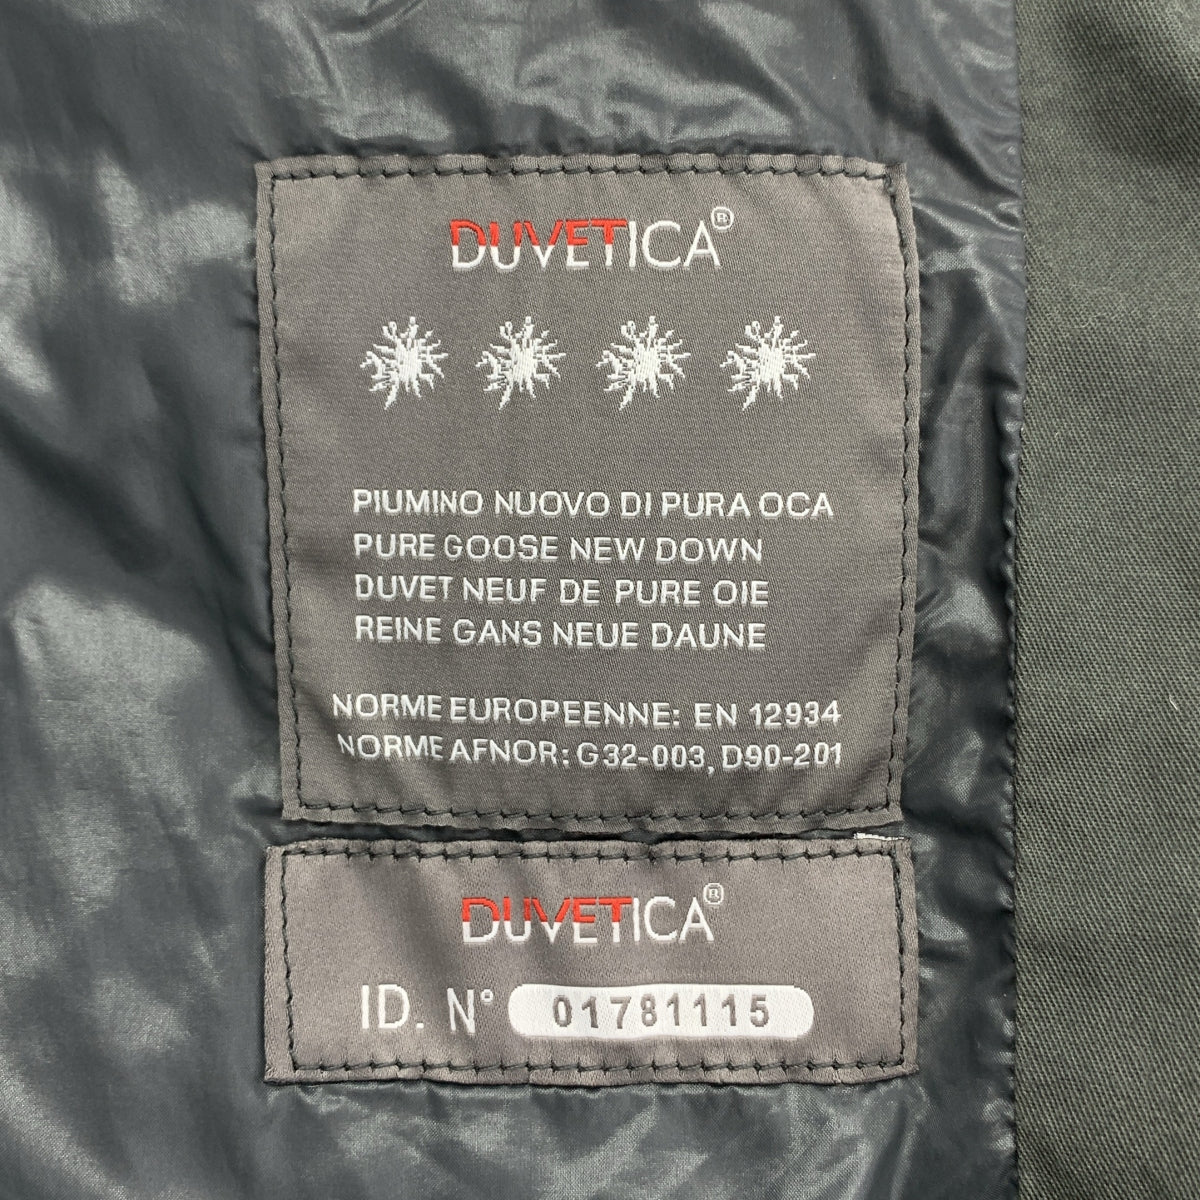 DUVETICA®
PIUMINO NUOVO DI PURA OCA
PURE GOOSE NEW DOWN
DUVET NEUF DE PURE OIE
REINE GANS NEUE DAUNE
NORME EUROPEENNE: EN 12934
NORME AFNOR: G32-003, D90-201
DUVETICA®
ID. N° 01781115